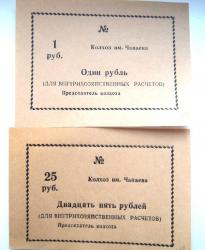 №
1
руб.
Колхоз им. Чапаева
Один рубль
(ДЛЯ ВНУТРИХОЗЯЙСТВЕННЫХ РАСЧЕТОВ)
Председатель колхоза
№
25
руб.
Колхоз им. Чапаева
Двадцать пять рублей
(ДЛЯ ВНУТРИХОЗЯЙСТВЕННЫХ РАСЧЕТОВ)
Председатель колхоза